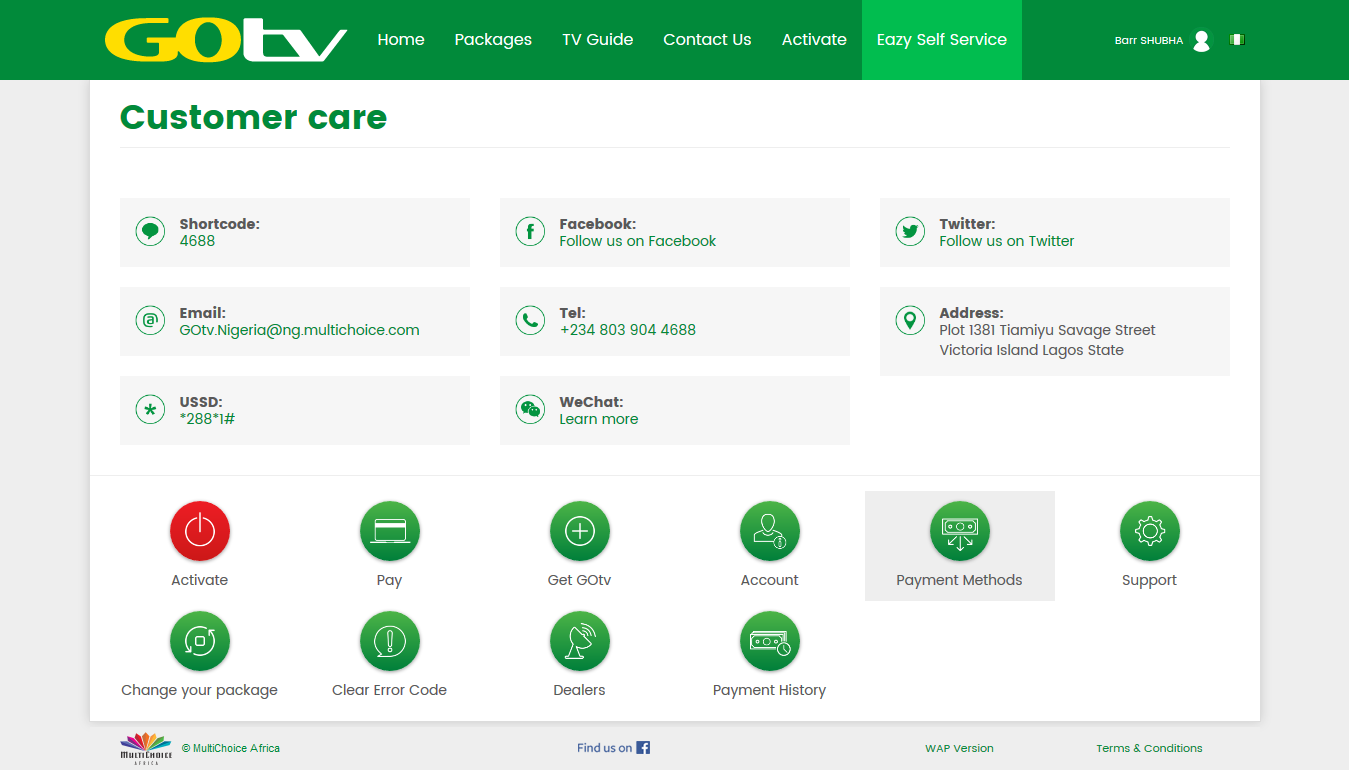 GOtv
Home Packages TV Guide Contact Us Activate Eazy Self Service Barr SHUBHA
Customer care
Shortcode:
4688
Facebook:
Follow us on Facebook
Twitter:
Follow us on Twitter
Email:
GOtv.Nigeria@ng.multichoice.com
Tel:
+234 803 904 4688
Address:
Plot 1381 Tiamiyu Savage Street
Victoria Island Lagos State
USSD:
*288*1#
WeChat:
Learn more
Activate
Pay
Get GOtv
Account
Payment Methods
Support
Change your package
Clear Error Code
Dealers
Payment History
MULTICHOICE
AFRICA
© MultiChoice Africa
Find us on
WAP Version
Terms & Conditions